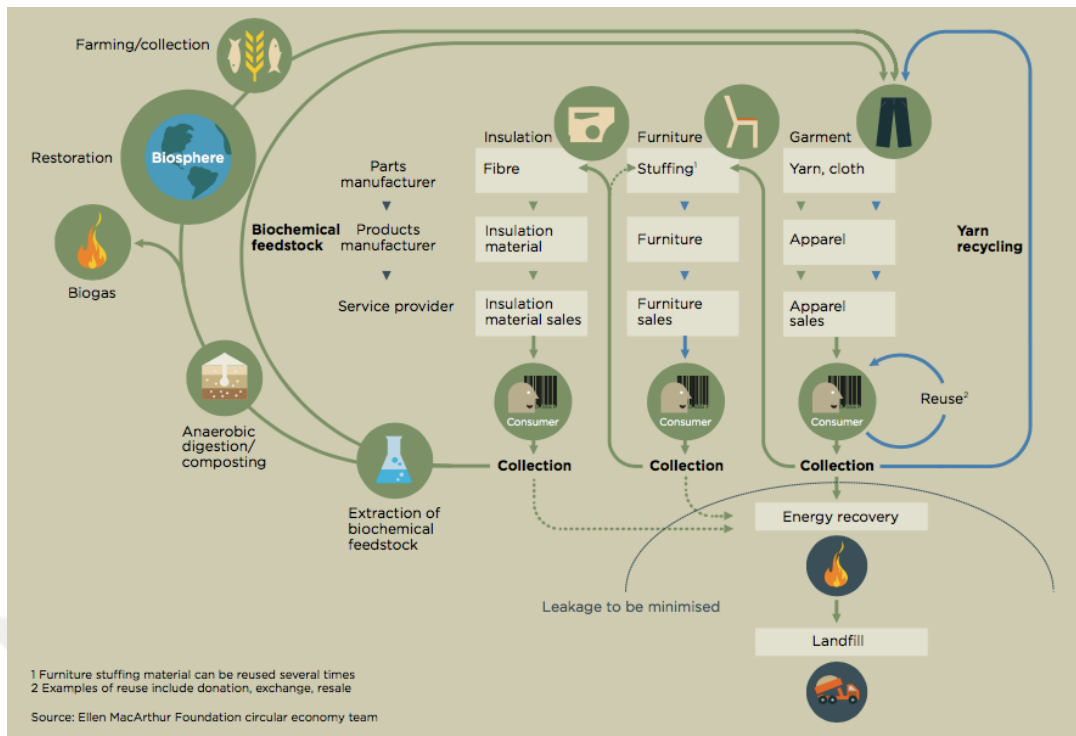 Farming/collection
Restoration
Biosphere
Biogas
Anaerobic
digestion/
composting
Biochemical
feedstock
Extraction of
biochemical
feedstock
Parts
manufacturer
Products
manufacturer
Service provider
Insulation
Fibre
Insulation
material
Insulation
material sales
Consumer
Collection
Furniture
Stuffing¹
Furniture
Furniture
sales
Consumer
Collection
Garment
Yarn, cloth
Apparel
Apparel
sales
Consumer
Collection
Reuse²
Yarn
recycling
Energy recovery
Leakage to be minimised
Landfill
1 Furniture stuffing material can be reused several times
2 Examples of reuse include donation, exchange, resale
Source: Ellen MacArthur Foundation circular economy team